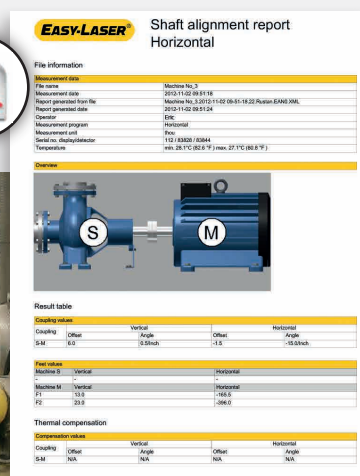 EASY-LASER®
Shaft alignment report
Horizontal
File information
Measurement data
File name Machine No_3
Measurement date 2012-11-02 09:51:18
Report generated from file Machine No_3.2012-11-02 09-51-18.22.Rustan.EAN0.XML
Report generated date 2012-11-02 09:51:24
Operator Edic
Measurement program Horizontal
Measurement unit thou
Serial no. display/detector 112 / 83828 / 83844
Temperature min. 28.1°C (82.6 °F ) max. 27.1°C (80.8 °F )
Overview
S M
Result table
Coupling values
Coupling Vertical Horizontal
Offset Angle Offset Angle
S-M 6.0 0.5/Inch -1.5 -15.0/Inch
Feet values
Machine S Vertical Horizontal
- - -
Machine M Vertical Horizontal
F1 13.0 -165.5
F2 23.0 -396.0
Thermal compensation
Compensation values
Coupling Vertical Horizontal
Offset Angle Offset Angle
S-M N/A N/A N/A N/A